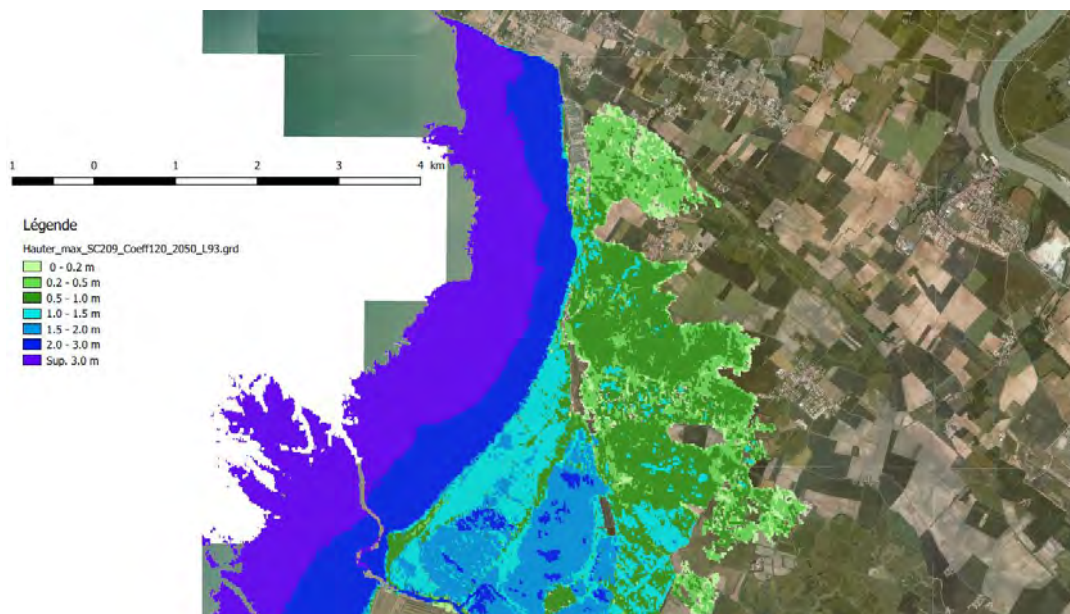 1 0 1 2 3 4 km
Légende
Hauter_max_SC209_Coeff120_2050_L93.grd
0 - 0.2 m
0.2 - 0.5 m
0.5 - 1.0 m
1.0 - 1.5 m
1.5 - 2.0 m
2.0 - 3.0 m
Sup. 3.0 m